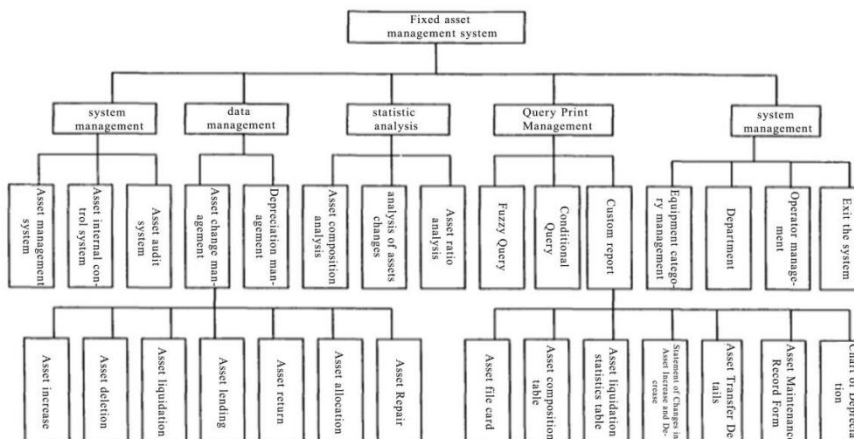 Fixed asset
management system
system
management
data
management
statistic
analysis
Query Print
Management
system
management
Asset management
system
Asset internal con-
trol system
Asset audit
system
Asset change man-
agement
Depreciation man-
agement
Asset composition
analysis
analysis of assets
changes
Asset ratio
analysis
Fuzzy Query
Conditional
Query
Custom report
Equipment catego-
ry management
Department
Operator manage-
ment
Exit the system
Asset increase
Asset deletion
Asset liquidation
Asset lending
Asset return
Asset allocation
Asset Repair
Asset file card
Asset composition
table
Asset liquidation
statistics table
Statement of Changes in
Asset Increase and De-
crease
Asset Transfer De-
tails
Asset Maintenance
Record Form
Chart of Deprecia-
tion